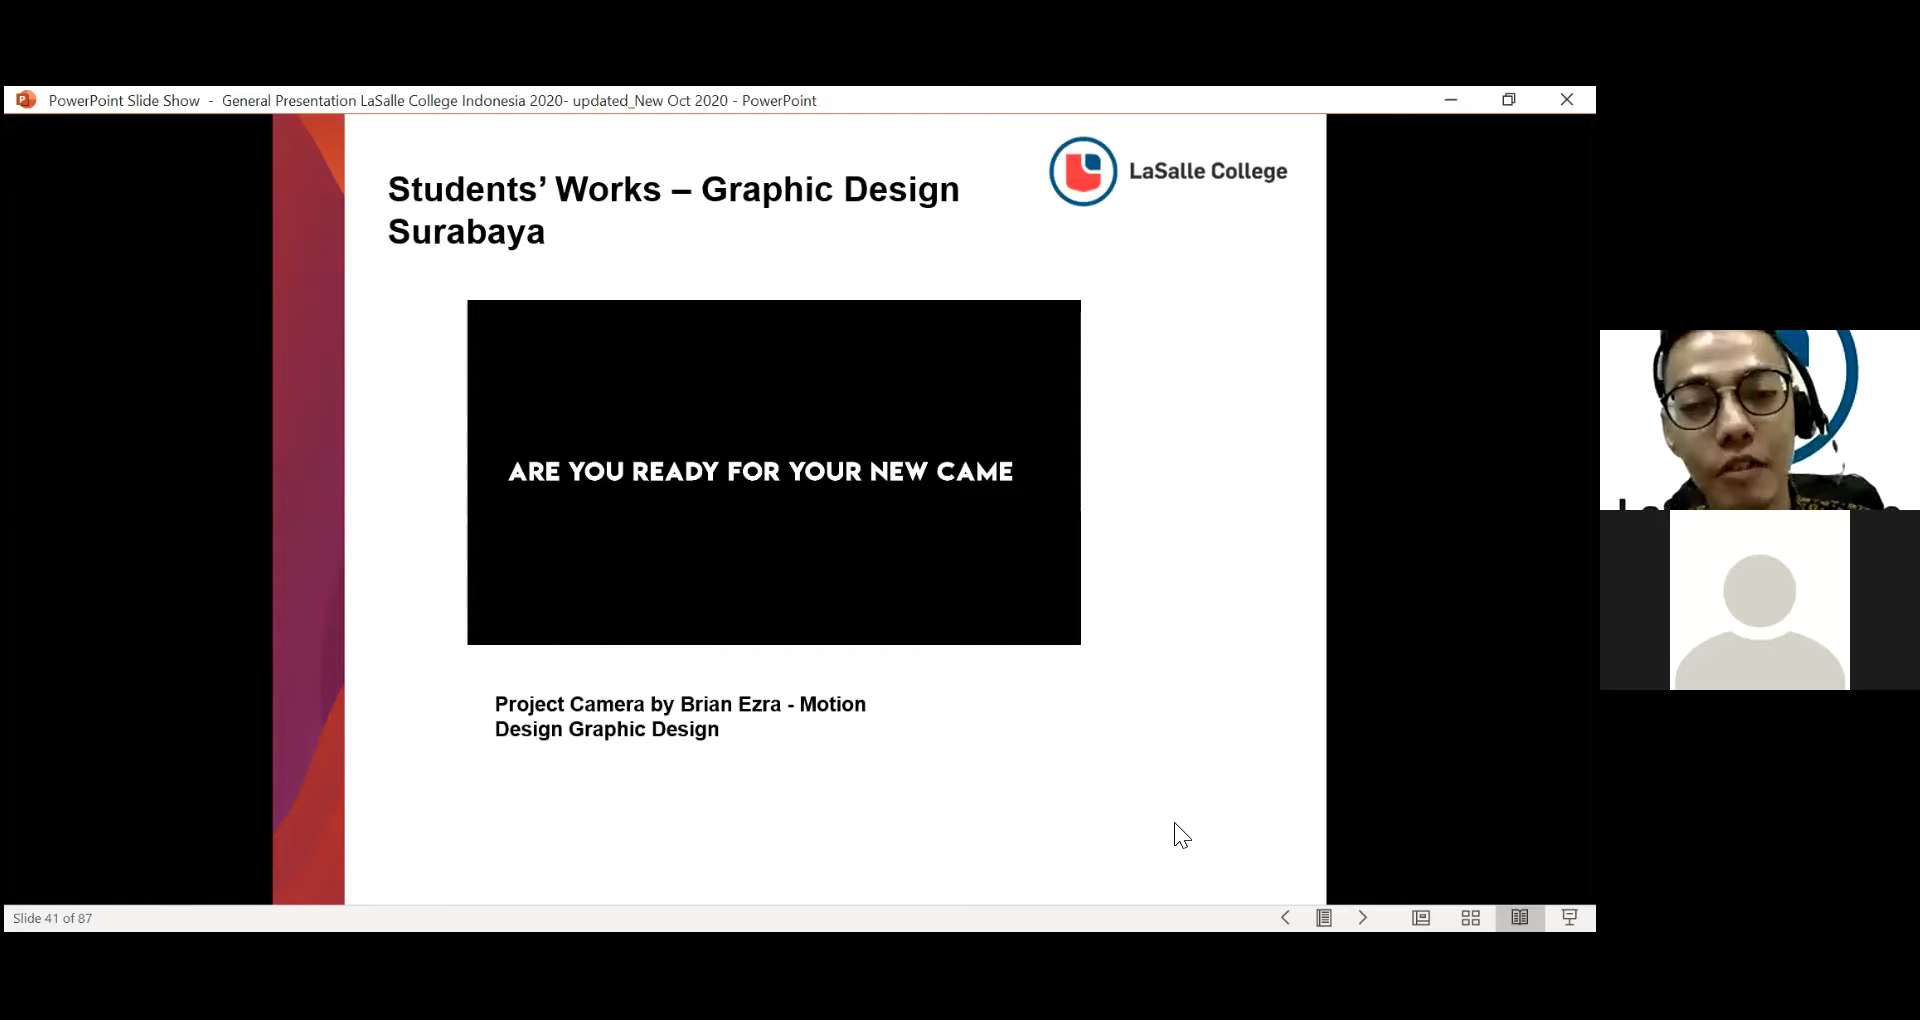 PowerPoint Slide Show - General Presentation LaSalle College Indonesia 2020- updated_New Oct 2020 - PowerPoint
LaSalle College
Students’ Works – Graphic Design
Surabaya
ARE YOU READY FOR YOUR NEW CAME
Project Camera by Brian Ezra - Motion
Design Graphic Design
Slide 41 of 87